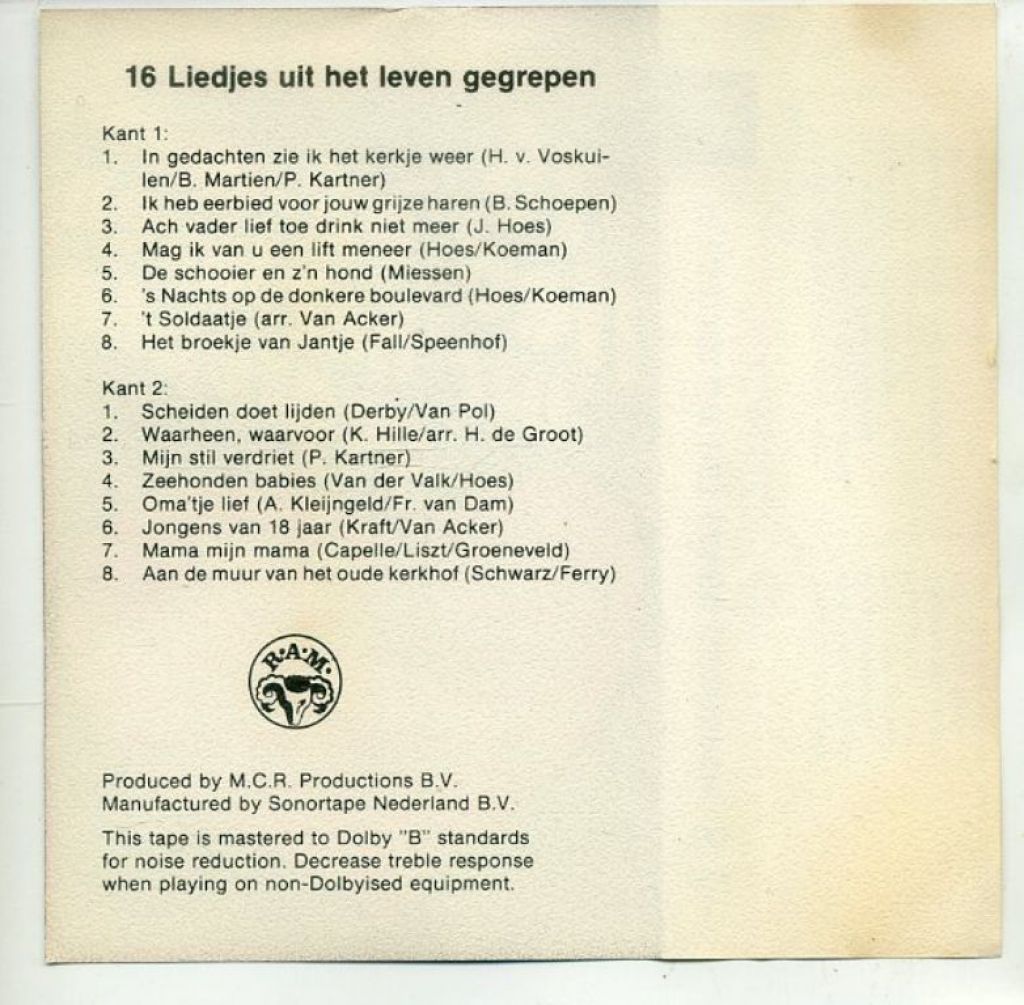 16 Liedjes uit het leven gegrepen
Kant 1:
1. In gedachten zie ik het kerkje weer (H. v. Voskui-
len/B. Martien/P. Kartner)
2. Ik heb eerbied voor jouw grijze haren (B. Schoepen)
3. Ach vader lief toe drink niet meer (J. Hoes)
4. Mag ik van u een lift meneer (Hoes/Koeman)
5. De schooier en z'n hond (Miessen)
6. 's Nachts op de donkere boulevard (Hoes/Koeman)
7. 't Soldaatje (arr. Van Acker)
8. Het broekje van Jantje (Fall/Speenhof)
Kant 2:
1. Scheiden doet lijden (Derby/Van Pol)
2. Waarheen, waarvoor (K. Hille/arr. H. de Groot)
3. Mijn stil verdriet (P. Kartner)
4. Zeehonden babies (Van der Valk/Hoes)
5. Oma'tje lief (A. Kleijngeld/Fr. van Dam)
6. Jongens van 18 jaar (Kraft/Van Acker)
7. Mama mijn mama (Capelle/Liszt/Groeneveld)
8. Aan de muur van het oude kerkhof (Schwarz/Ferry)
R.A.M.
Produced by M.C.R. Productions B.V.
Manufactured by Sonortape Nederland B.V.
This tape is mastered to Dolby "B" standards
for noise reduction. Decrease treble response
when playing on non-Dolbyised equipment.